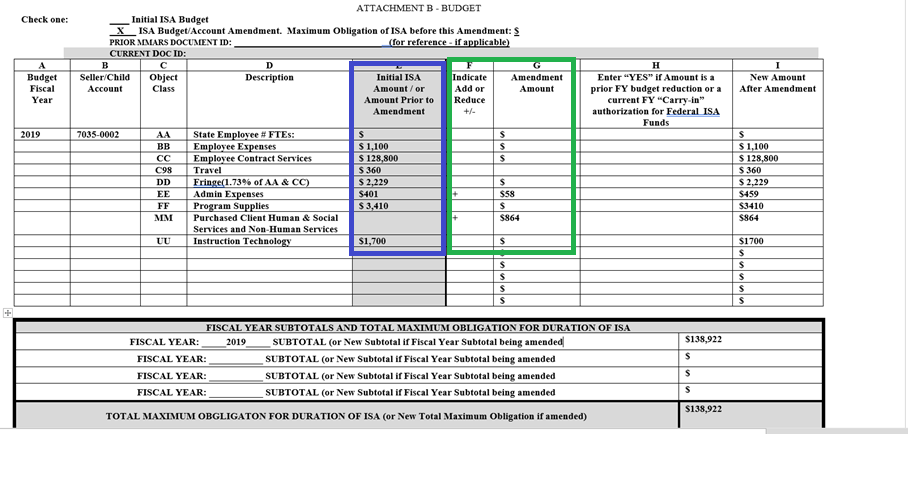 ATTACHMENT B - BUDGET
Check one: ____ Initial ISA Budget
__X__ ISA Budget/Account Amendment. Maximum Obligation of ISA before this Amendment: $
PRIOR MMARS DOCUMENT ID: ____ (for reference - if applicable)
CURRENT DOC ID:
A B C D E F G H I
Budget Fiscal Year
Seller/Child Account
Object Class
Description
Initial ISA Amount / or Amount Prior to Amendment
Indicate Add or Reduce +/-
Amendment Amount
Enter “YES” if Amount is a prior FY budget reduction or a current FY “Carry-in” authorization for Federal ISA Funds
New Amount After Amendment
2019 7035-0002 AA State Employee # FTEs: $ $ $
BB Employee Expenses $ 1,100 $ $ 1,100
CC Employee Contract Services $ 128,800 $ $ 128,800
C98 Travel $ 360 $ 360
DD Fringe(1.73% of AA & CC) $ 2,229 $ $ 2,229
EE Admin Expenses $401 + $58 $459
FF Program Supplies $ 3,410 $ $3410
MM Purchased Client Human & Social + $864 $864
Services and Non-Human Services
UU Instruction Technology $1,700 $ $1700
$ $
$ $
$ $
$ $
$ $
FISCAL YEAR SUBTOTALS AND TOTAL MAXIMUM OBLIGATION FOR DURATION OF ISA
FISCAL YEAR: ____2019____ SUBTOTAL (or New Subtotal if Fiscal Year Subtotal being amended $138,922
FISCAL YEAR: ________ SUBTOTAL (or New Subtotal if Fiscal Year Subtotal being amended $
FISCAL YEAR: ________ SUBTOTAL (or New Subtotal if Fiscal Year Subtotal being amended $
FISCAL YEAR: ________ SUBTOTAL (or New Subtotal if Fiscal Year Subtotal being amended $
TOTAL MAXIMUM OBGLIGATON FOR DURATION OF ISA (or New Total Maximum Obligation if amended) $138,922